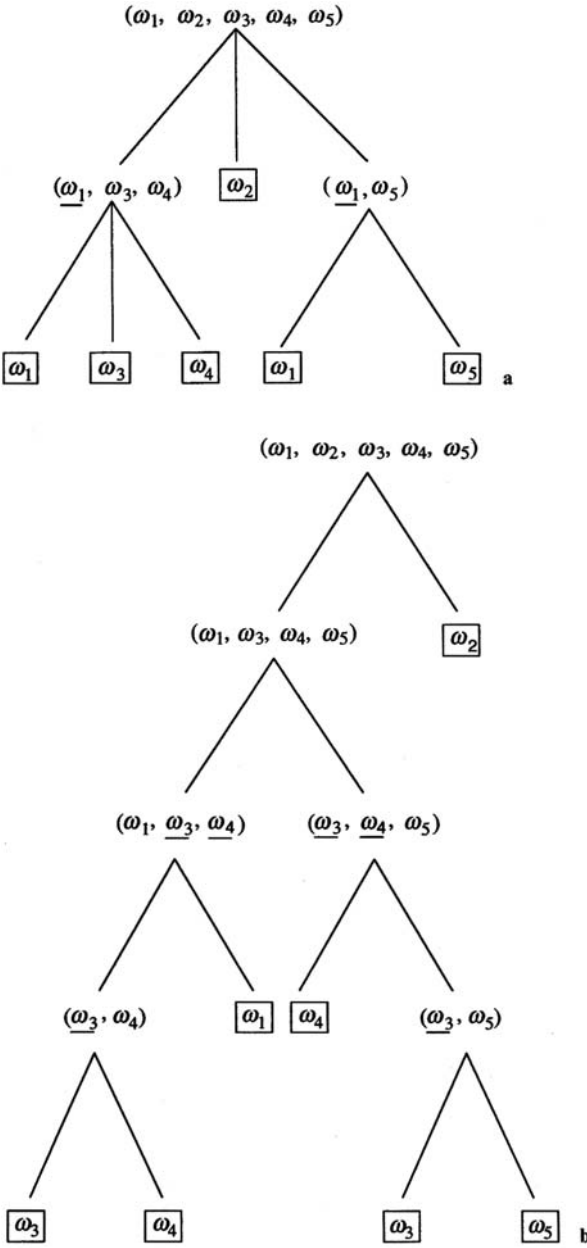 (ω₁, ω₂, ω₃, ω₄, ω₅)
(ω₁, ω₃, ω₄) ω₂ (ω₁, ω₅)
ω₁ ω₃ ω₄ ω₁ ω₅ a
(ω₁, ω₂, ω₃, ω₄, ω₅)
(ω₁, ω₃, ω₄, ω₅) ω₂
(ω₁, ω₃, ω₄) (ω₃, ω₄, ω₅)
(ω₃, ω₄) ω₁ ω₄ (ω₃, ω₅)
ω₃ ω₄ ω₃ ω₅ b